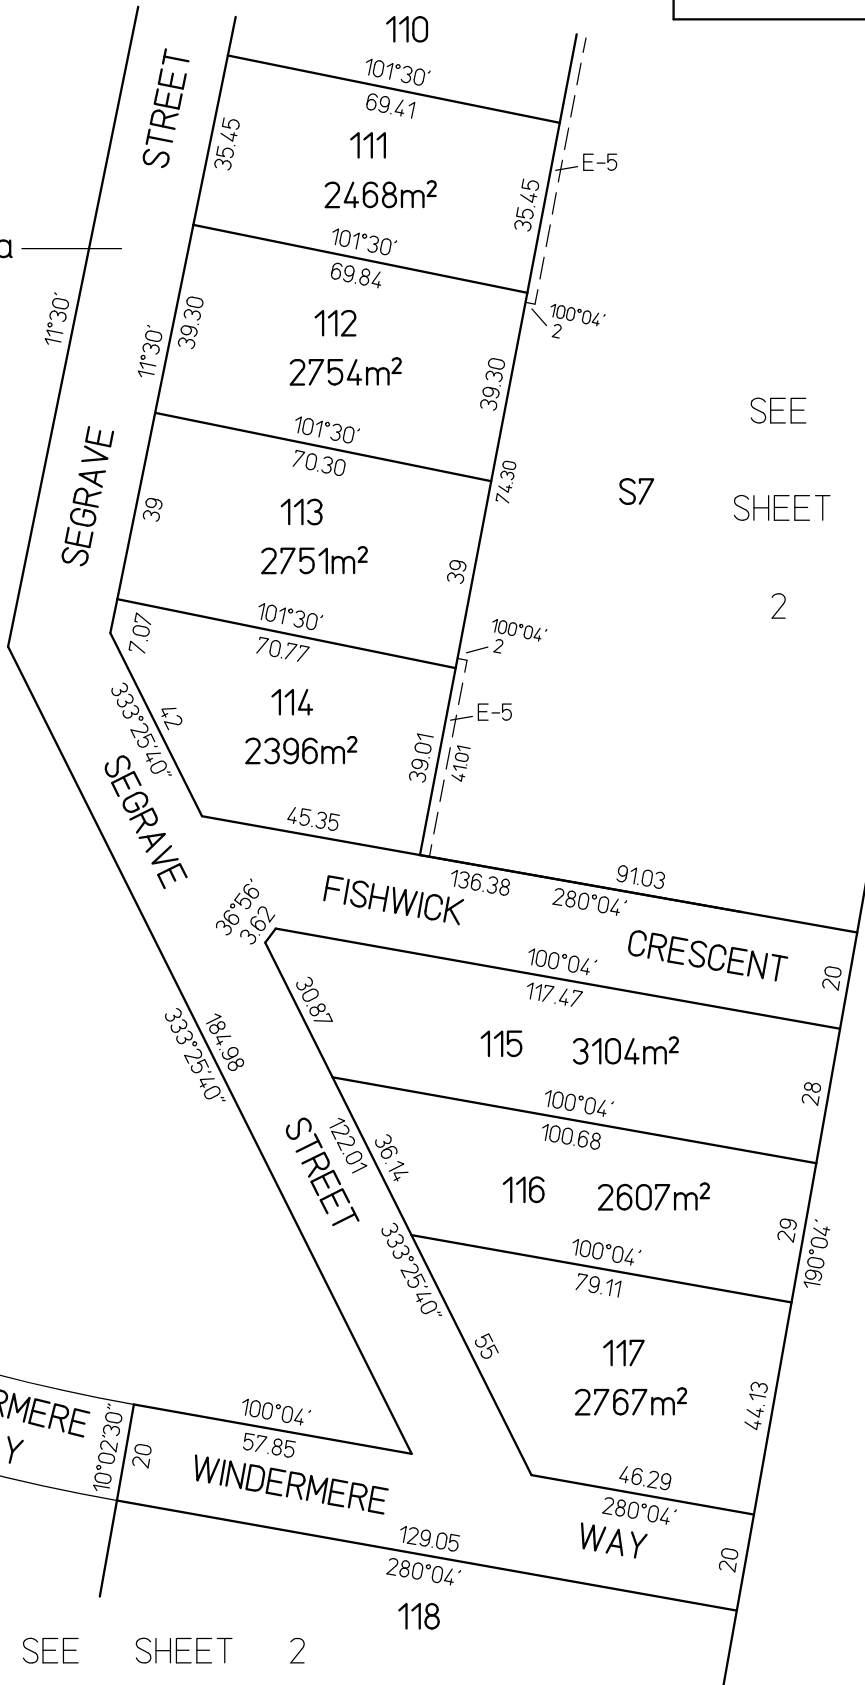 110
101°30′
69.41
STREET
35.45
111
2468m²
35.45
E-5
a
101°30′
69.84
11°30′
11°30′
39.30
112
2754m²
100°04′
2
39.30
101°30′
70.30
SEE
SHEET
2
S7
74.30
SEGRAVE
39
113
2751m²
39
101°30′
70.77
7.07
100°04′
2
333°25′40″
42
114
2396m²
E-5
39.01
41.01
SEGRAVE
45.35
136.38
91.03
280°04′
FISHWICK
CRESCENT
36°56′
3.62
100°04′
117.47
20
30.87
115
3104m²
28
184.98
333°25′40″
100°04′
100.68
STREET
122.01
36.14
116
2607m²
29
190°04′
333°25′40″
100°04′
79.11
55
117
2767m²
44.13
RMERE
Y
10°02′30″
20
100°04′
57.85
WINDERMERE
46.29
280°04′
WAY
20
129.05
280°04′
118
SEE SHEET 2